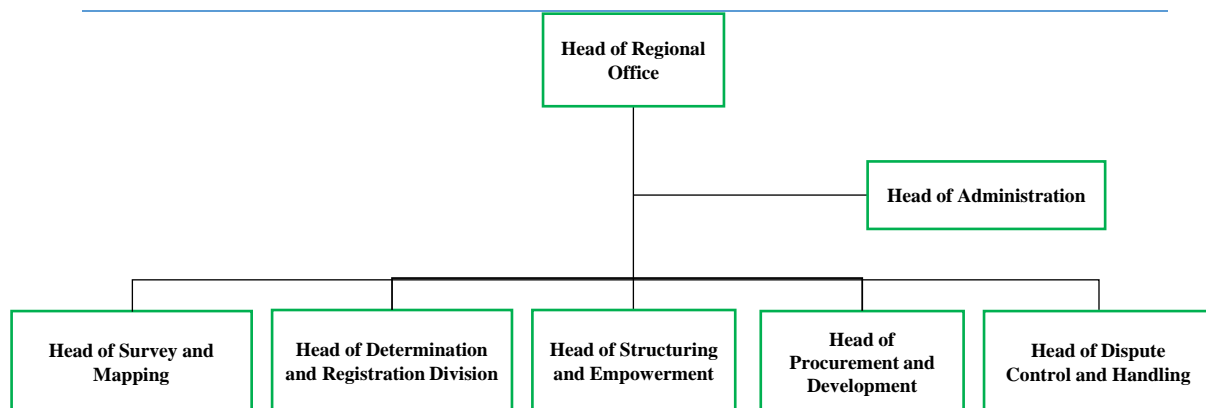 Head of Regional
Office
Head of Administration
Head of Survey and
Mapping
Head of Determination
and Registration Division
Head of Structuring
and Empowerment
Head of
Procurement and
Development
Head of Dispute
Control and Handling